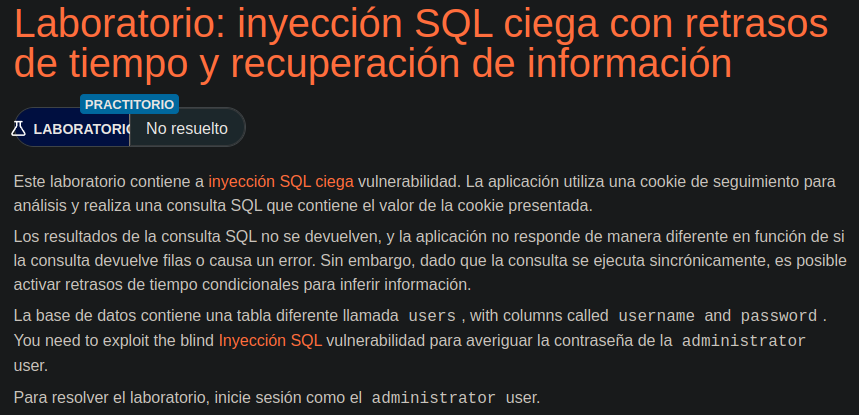 Laboratorio: inyección SQL ciega con retrasos
de tiempo y recuperación de información
PRACTITORIO
LABORATORIO No resuelto
Este laboratorio contiene a inyección SQL ciega vulnerabilidad. La aplicación utiliza una cookie de seguimiento para
análisis y realiza una consulta SQL que contiene el valor de la cookie presentada.
Los resultados de la consulta SQL no se devuelven, y la aplicación no responde de manera diferente en función de si
la consulta devuelve filas o causa un error. Sin embargo, dado que la consulta se ejecuta sincrónicamente, es posible
activar retrasos de tiempo condicionales para inferir información.
La base de datos contiene una tabla diferente llamada users , with columns called username and password .
You need to exploit the blind Inyección SQL vulnerabilidad para averiguar la contraseña de la administrator
user.
Para resolver el laboratorio, inicie sesión como el administrator user.